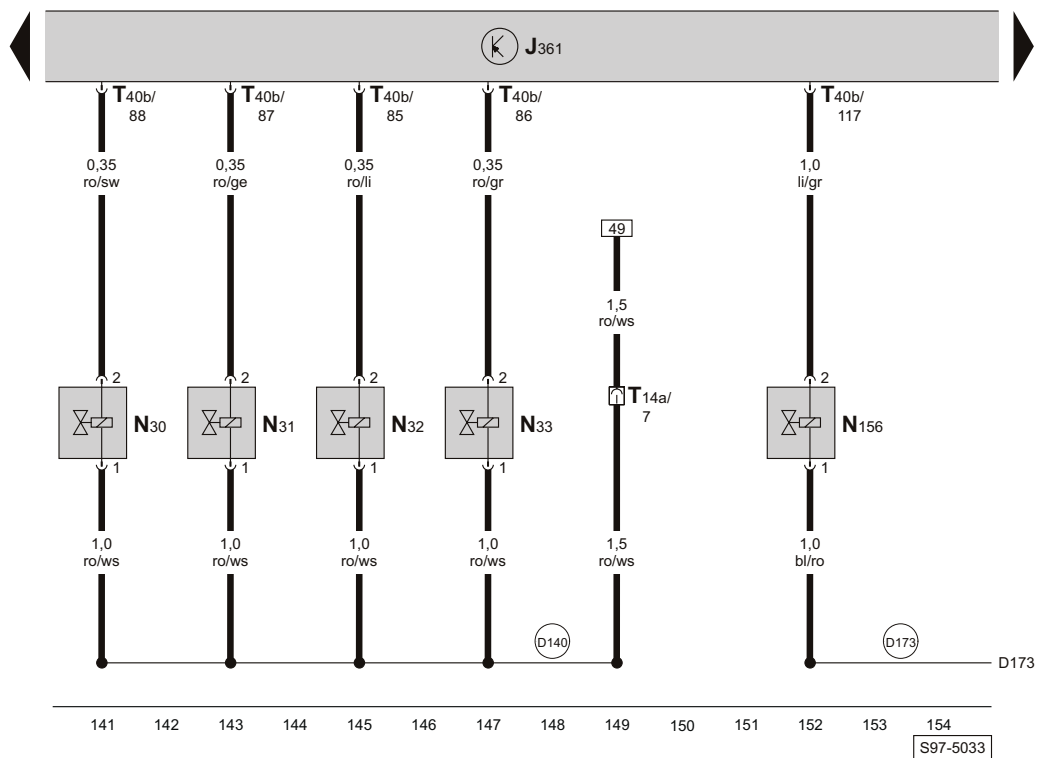 J361
T40b/ T40b/ T40b/ T40b/ T40b/
88 87 85 86 117
0,35 0,35 0,35 0,35 1,0
ro/sw ro/ge ro/li ro/gr li/gr
49
1,5
ro/ws
2 2 2 2 2
T14a/
7
N30 N31 N32 N33 N156
1 1 1 1 1
1,0 1,0 1,0 1,0 1,5 1,0
ro/ws ro/ws ro/ws ro/ws ro/ws bl/ro
D140 D173
D173
141 142 143 144 145 146 147 148 149 150 151 152 153 154
S97-5033